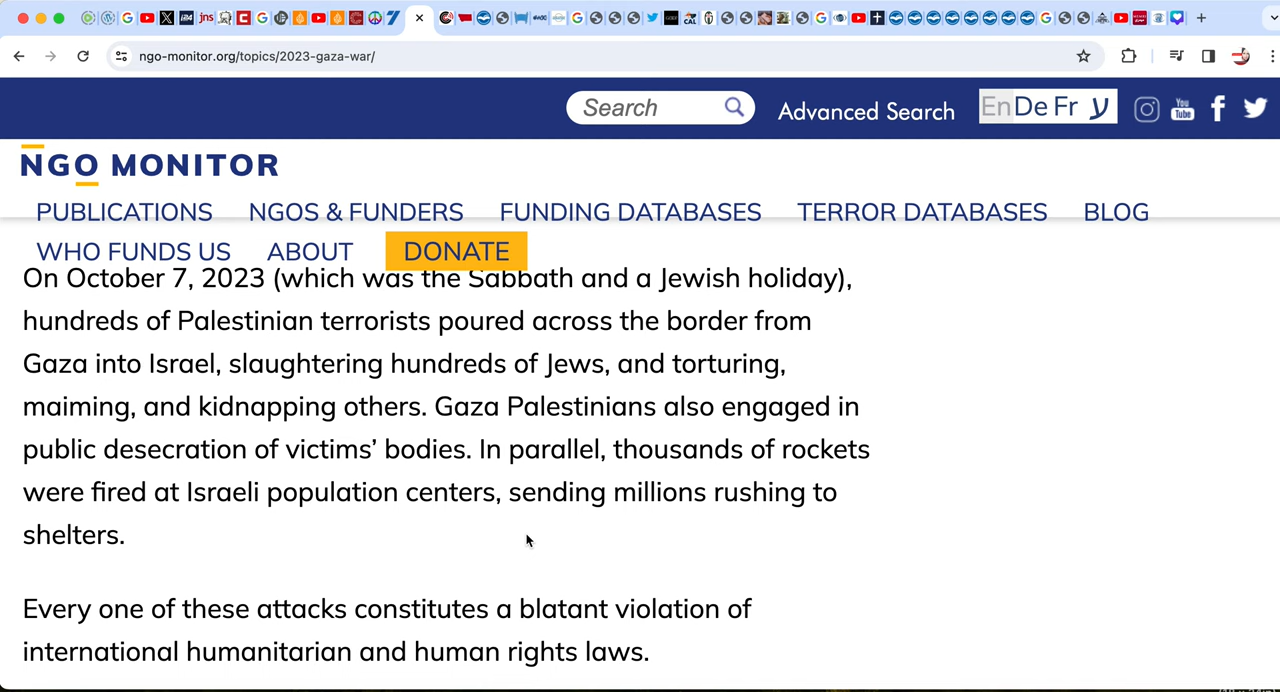 ngo-monitor.org/topics/2023-gaza-war/
Search
Advanced Search
En De Fr ע
You Tube
NGO MONITOR
PUBLICATIONS NGOS & FUNDERS FUNDING DATABASES TERROR DATABASES BLOG
WHO FUNDS US ABOUT DONATE
On October 7, 2023 (which was the Sabbath and a Jewish holiday),
hundreds of Palestinian terrorists poured across the border from
Gaza into Israel, slaughtering hundreds of Jews, and torturing,
maiming, and kidnapping others. Gaza Palestinians also engaged in
public desecration of victims’ bodies. In parallel, thousands of rockets
were fired at Israeli population centers, sending millions rushing to
shelters.
Every one of these attacks constitutes a blatant violation of
international humanitarian and human rights laws.